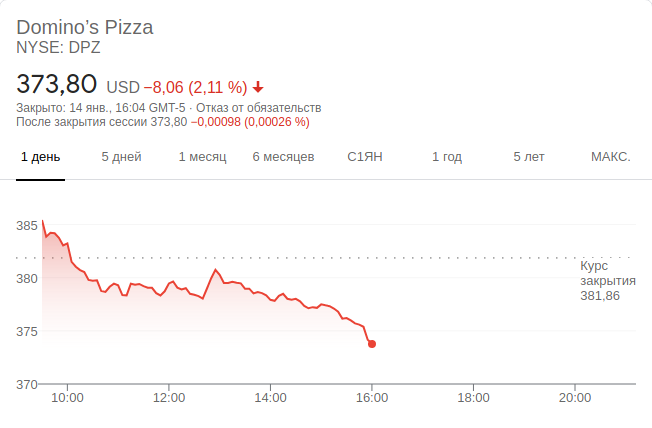 Domino's Pizza
NYSE: DPZ
373,80 USD −8,06 (2,11 %)
Закрыто: 14 янв., 16:04 GMT-5 · Отказ от обязательств
После закрытия сессии 373,80 −0,00098 (0,00026 %)
1 день 5 дней 1 месяц 6 месяцев С1ЯН 1 год 5 лет МАКС.
385
380
375
370
Курс
закрытия
381,86
10:00 12:00 14:00 16:00 18:00 20:00